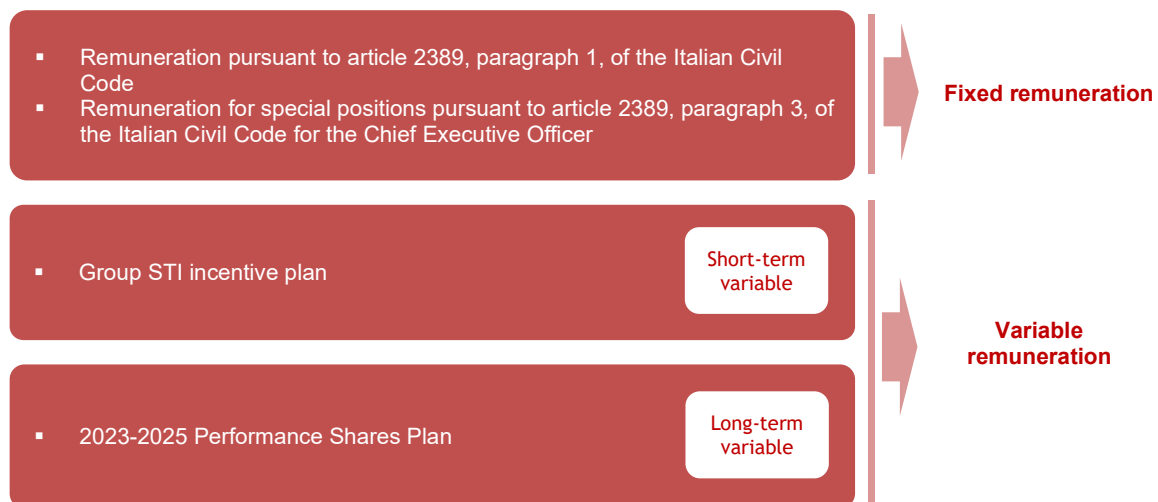 ▪ Remuneration pursuant to article 2389, paragraph 1, of the Italian Civil
Code
▪ Remuneration for special positions pursuant to article 2389, paragraph 3, of
the Italian Civil Code for the Chief Executive Officer
Fixed remuneration
▪ Group STI incentive plan
Short-term
variable
▪ 2023-2025 Performance Shares Plan
Long-term
variable
Variable
remuneration